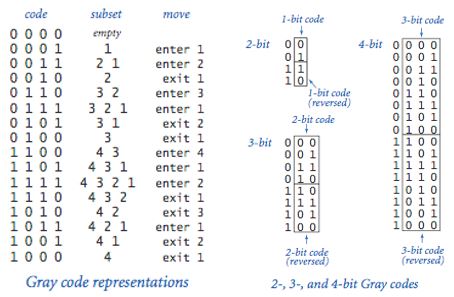 code subset move
0 0 0 0 empty
0 0 0 1 1 enter 1
0 0 1 1 2 1 enter 2
0 0 1 0 2 exit 1
0 1 1 0 3 2 enter 3
0 1 1 1 3 2 1 enter 1
0 1 0 1 3 1 exit 2
0 1 0 0 3 exit 1
1 1 0 0 4 3 enter 4
1 1 0 1 4 3 1 enter 1
1 1 1 1 4 3 2 1 enter 2
1 1 1 0 4 3 2 exit 1
1 0 1 0 4 2 exit 3
1 0 1 1 4 2 1 enter 1
1 0 0 1 4 1 exit 2
1 0 0 0 4 exit 1
Gray code representations
1-bit code
2-bit 0 0
0 1
1 1
1 0
1-bit code
(reversed)
2-bit code
3-bit 0 0 0
0 0 1
0 1 1
0 1 0
1 1 0
1 1 1
1 0 1
1 0 0
2-bit code
(reversed)
3-bit code
4-bit 0 0 0 0
0 0 0 1
0 0 1 1
0 0 1 0
0 1 1 0
0 1 1 1
0 1 0 1
0 1 0 0
1 1 0 0
1 1 0 1
1 1 1 1
1 1 1 0
1 0 1 0
1 0 1 1
1 0 0 1
1 0 0 0
3-bit code
(reversed)
2-, 3-, and 4-bit Gray codes